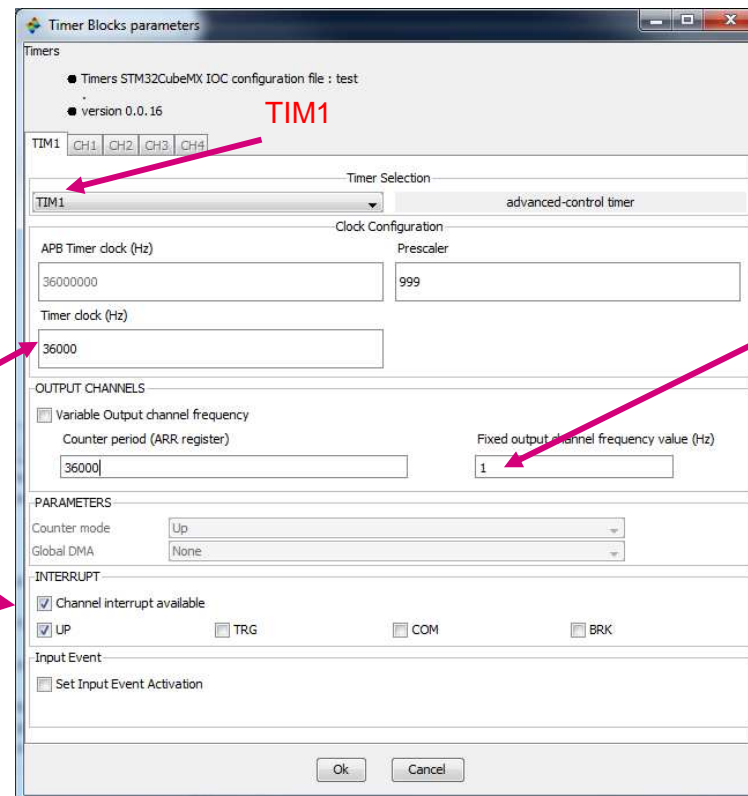 Timer Blocks parameters
Timers
Timers STM32CubeMX IOC configuration file : test
.
version 0.0.16
TIM1
TIM1 CH1 CH2 CH3 CH4
Timer Selection
TIM1 advanced-control timer
Clock Configuration
APB Timer clock (Hz) Prescaler
36000000 999
Timer clock (Hz)
36000
OUTPUT CHANNELS
Variable Output channel frequency
Counter period (ARR register) Fixed output channel frequency value (Hz)
36000 1
PARAMETERS
Counter mode Up
Global DMA None
INTERRUPT
Channel interrupt available
UP TRG COM BRK
Input Event
Set Input Event Activation
Ok Cancel